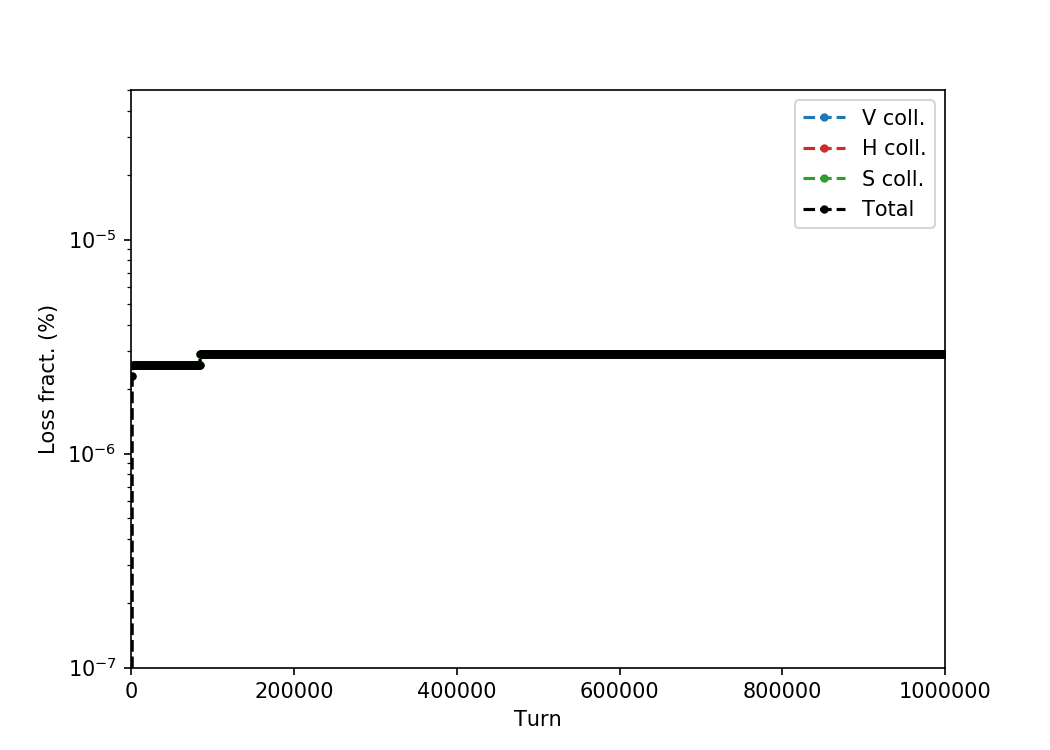 V coll.
H coll.
S coll.
Total
10⁻⁵
10⁻⁶
10⁻⁷
Loss fract. (%)
0
200000
400000
600000
800000
1000000
Turn